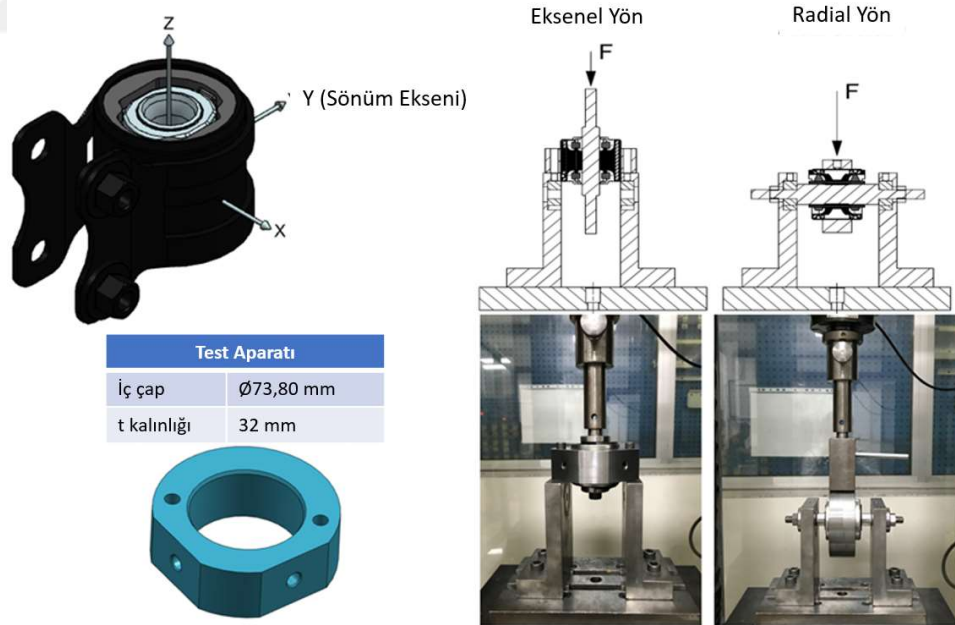 Eksenel Yön
Radial Yön
F
F
Z
Y (Sönüm Ekseni)
X
Test Aparatı
İç çap Ø73,80 mm
t kalınlığı 32 mm